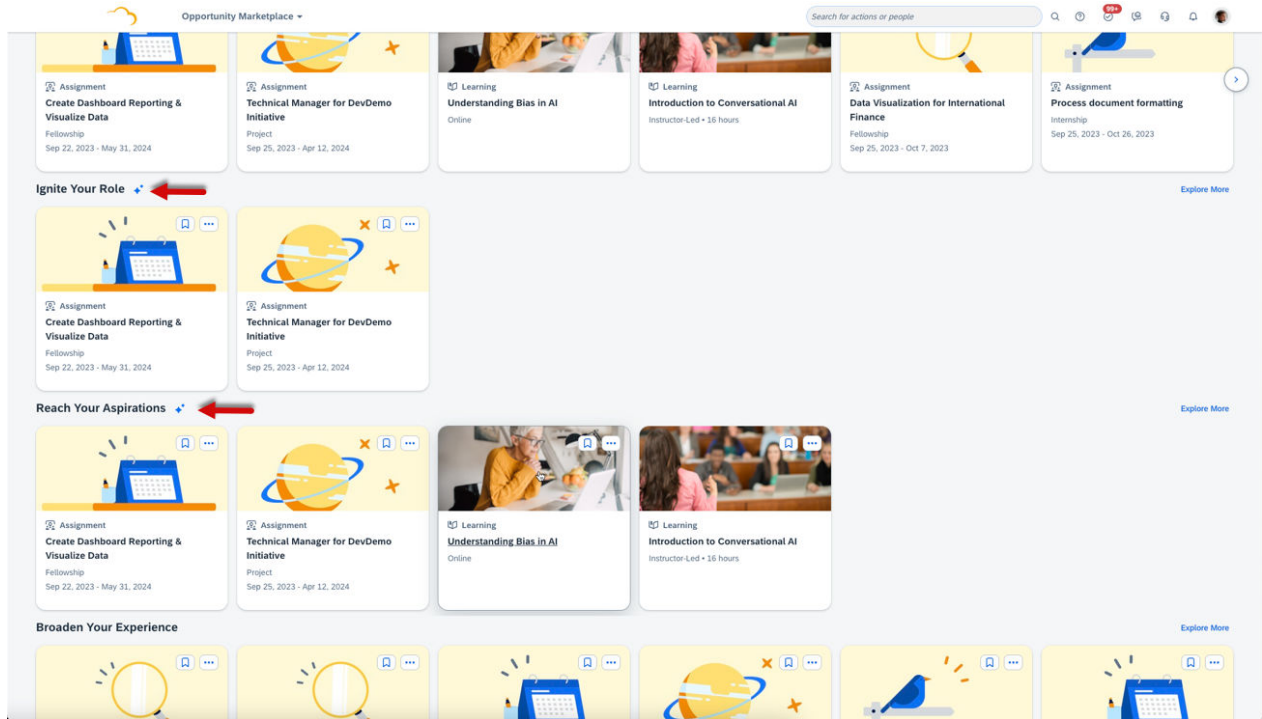 Opportunity Marketplace
Search for actions or people
99+
Assignment
Create Dashboard Reporting &
Visualize Data
Fellowship
Sep 22, 2023 - May 31, 2024
Assignment
Technical Manager for DevDemo
Initiative
Project
Sep 25, 2023 - Apr 12, 2024
Learning
Understanding Bias in AI
Online
Learning
Introduction to Conversational AI
Instructor-Led • 16 hours
Assignment
Data Visualization for International
Finance
Fellowship
Sep 25, 2023 - Oct 7, 2023
Assignment
Process document formatting
Internship
Sep 25, 2023 - Oct 26, 2023
Ignite Your Role
Explore More
Assignment
Create Dashboard Reporting &
Visualize Data
Fellowship
Sep 22, 2023 - May 31, 2024
Assignment
Technical Manager for DevDemo
Initiative
Project
Sep 25, 2023 - Apr 12, 2024
Reach Your Aspirations
Explore More
Assignment
Create Dashboard Reporting &
Visualize Data
Fellowship
Sep 22, 2023 - May 31, 2024
Assignment
Technical Manager for DevDemo
Initiative
Project
Sep 25, 2023 - Apr 12, 2024
Learning
Understanding Bias in AI
Online
Learning
Introduction to Conversational AI
Instructor-Led • 16 hours
Broaden Your Experience
Explore More